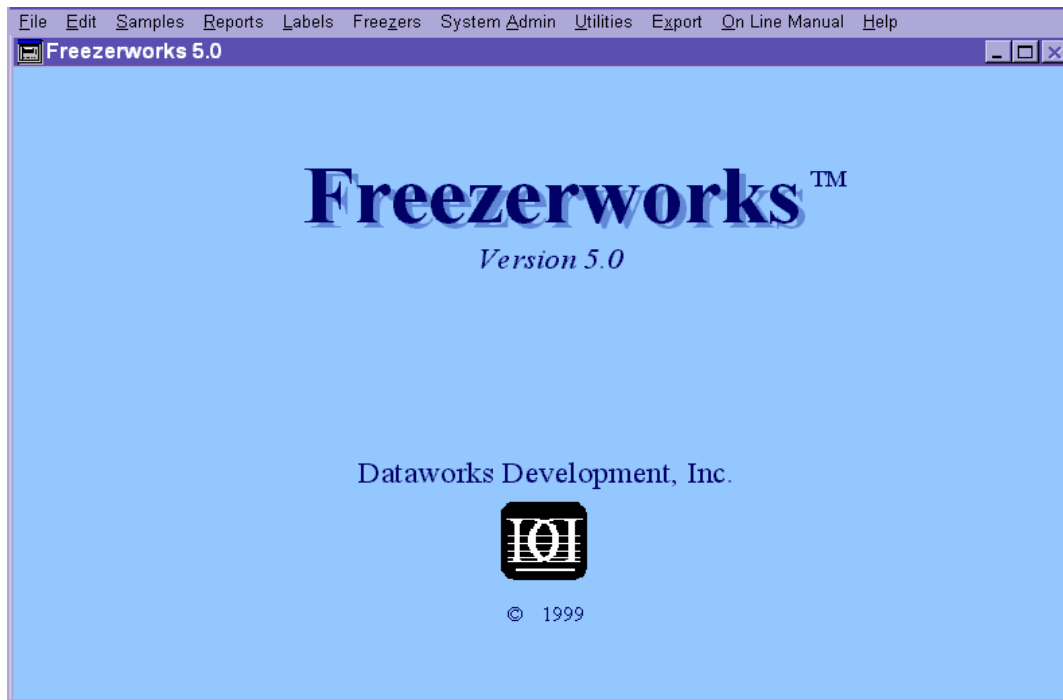 File Edit Samples Reports Labels Freezers System Admin Utilities Export On Line Manual Help
Freezerworks 5.0
Freezerworks™
Version 5.0
Dataworks Development, Inc.
© 1999